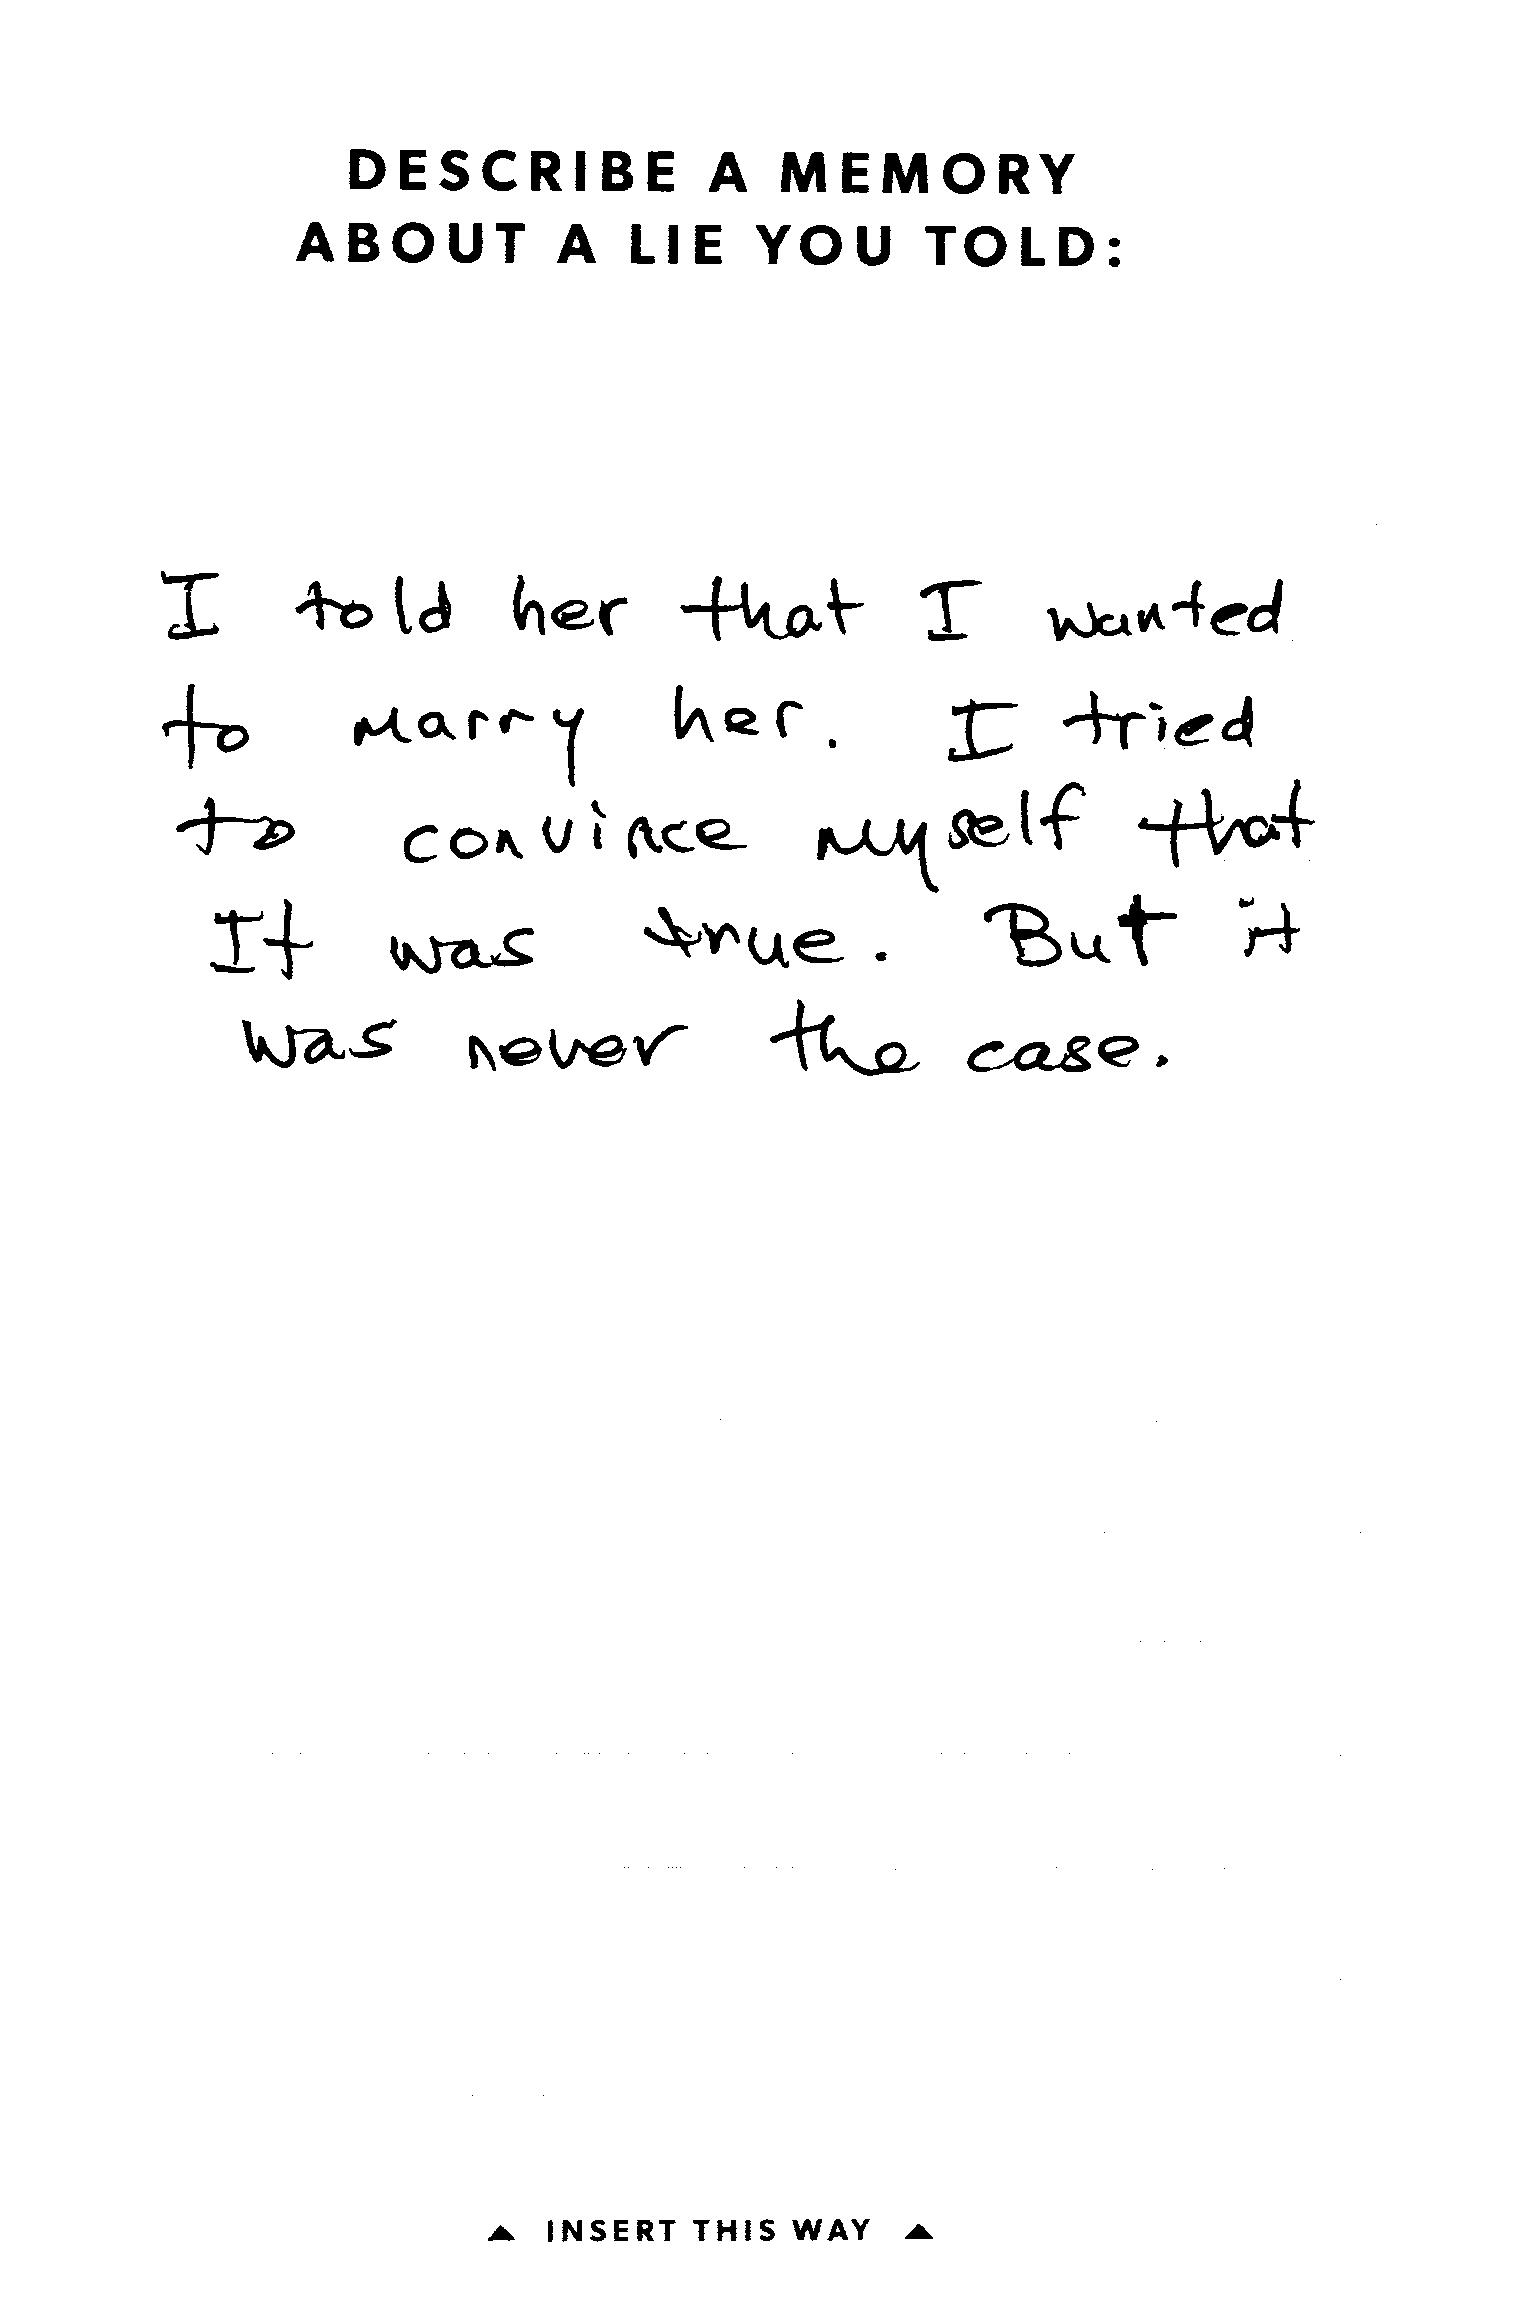 DESCRIBE A MEMORY
ABOUT A LIE YOU TOLD:
I told her that I wanted
to marry her. I tried
to convince myself that
It was true. But it
was never the case.
▲ INSERT THIS WAY ▲